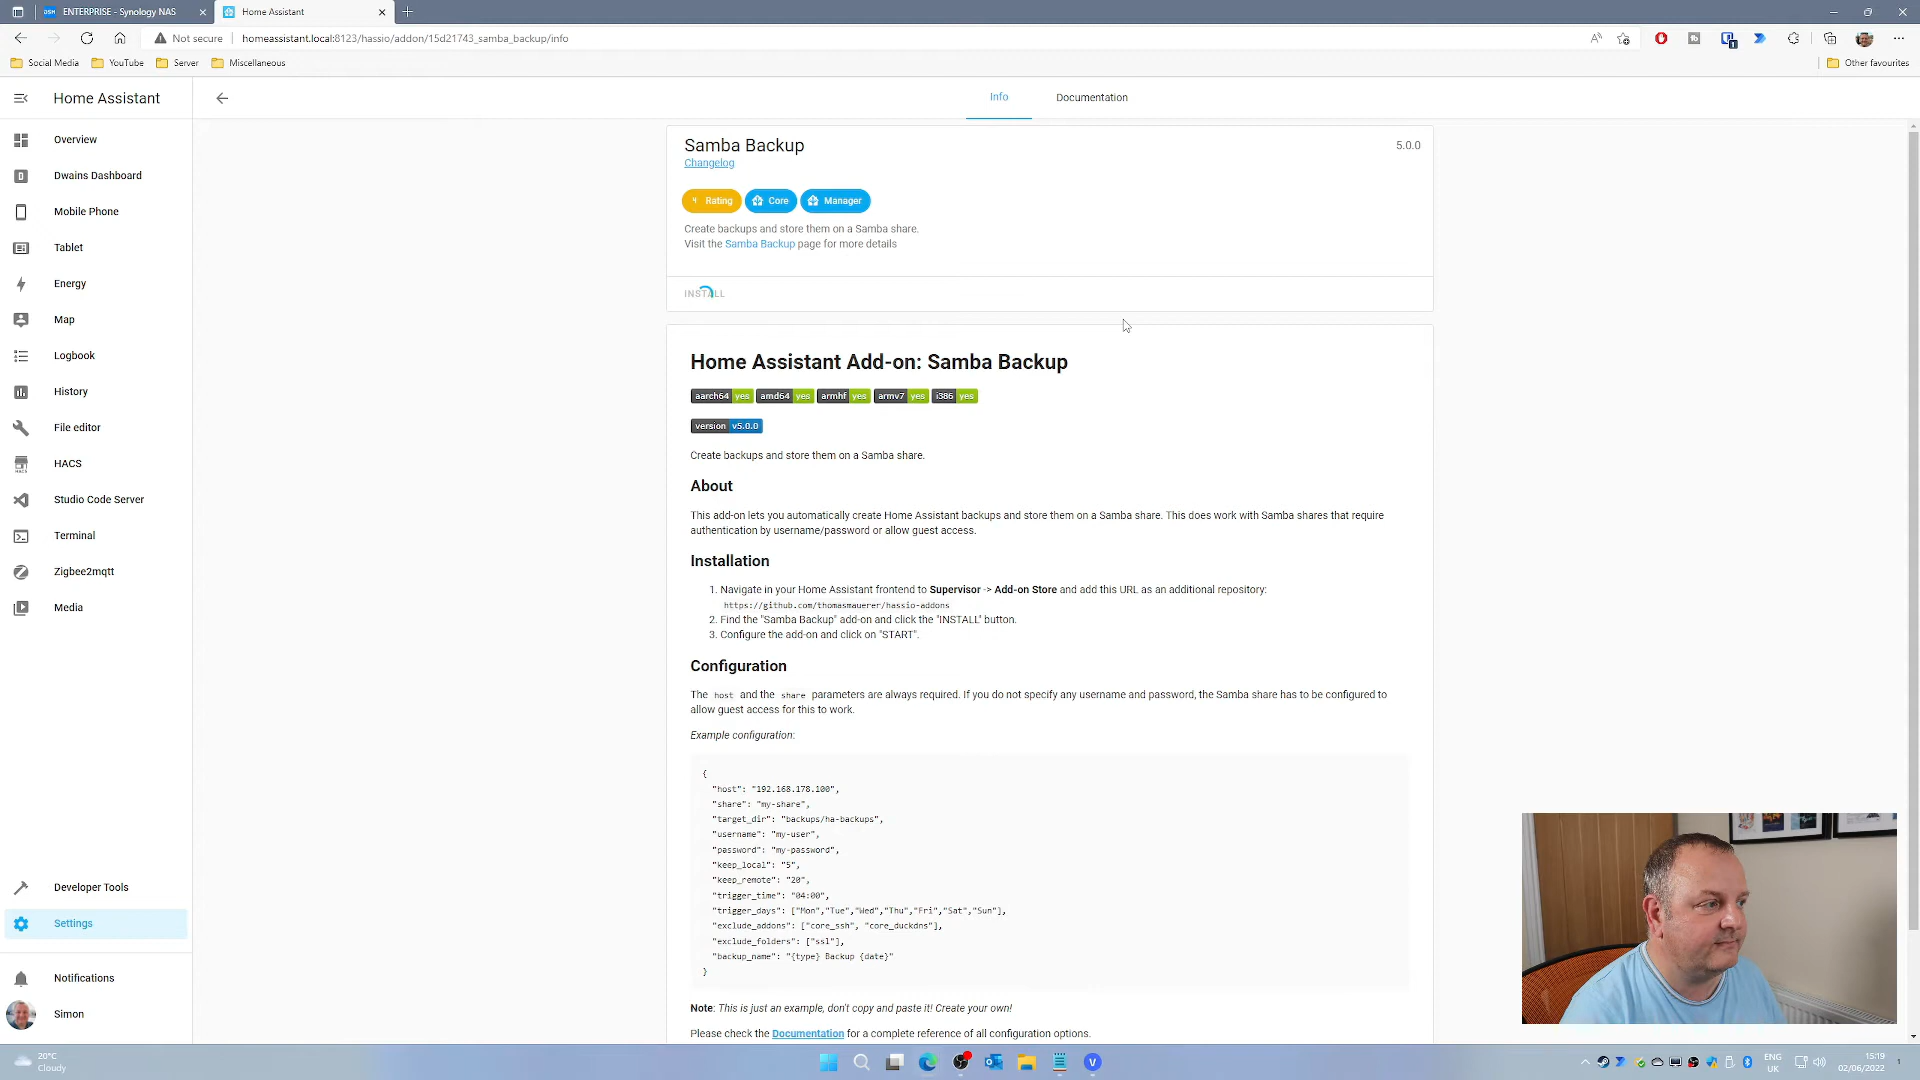 ENTERPRISE - Synology NAS
Home Assistant
Not secure
homeassistant.local:8123/hassio/addon/15d21743_samba_backup/info
Social Media
YouTube
Server
Miscellaneous
Other favourites
Home Assistant
Info
Documentation
Overview
Dwains Dashboard
Mobile Phone
Tablet
Energy
Map
Logbook
History
File editor
HACS
Studio Code Server
Terminal
Zigbee2mqtt
Media
Developer Tools
Settings
Notifications
Simon
Samba Backup
5.0.0
Changelog
4 Rating
Core
Manager
Create backups and store them on a Samba share.
Visit the Samba Backup page for more details
INSTALL
Home Assistant Add-on: Samba Backup
aarch64 yes amd64 yes armhf yes armv7 yes i386 yes
version v5.0.0
Create backups and store them on a Samba share.
About
This add-on lets you automatically create Home Assistant backups and store them on a Samba share. This does work with Samba shares that require
authentication by username/password or allow guest access.
Installation
1. Navigate in your Home Assistant frontend to Supervisor -> Add-on Store and add this URL as an additional repository:
https://github.com/thomasmauerer/hassio-addons
2. Find the "Samba Backup" add-on and click the "INSTALL" button.
3. Configure the add-on and click on "START".
Configuration
The host and the share parameters are always required. If you do not specify any username and password, the Samba share has to be configured to
allow guest access for this to work.
Example configuration:
{
"host": "192.168.178.100",
"share": "my-share",
"target_dir": "backups/ha-backups",
"username": "my-user",
"password": "my-password",
"keep_local": "5",
"keep_remote": "20",
"trigger_time": "04:00",
"trigger_days": ["Mon","Tue","Wed","Thu","Fri","Sat","Sun"],
"exclude_addons": ["core_ssh", "core_duckdns"],
"exclude_folders": ["ssl"],
"backup_name": "{type} Backup {date}"
}
Note: This is just an example, don't copy and paste it! Create your own!
Please check the Documentation for a complete reference of all configuration options.
20°C
Cloudy
ENG
UK
15:19
02/06/2022